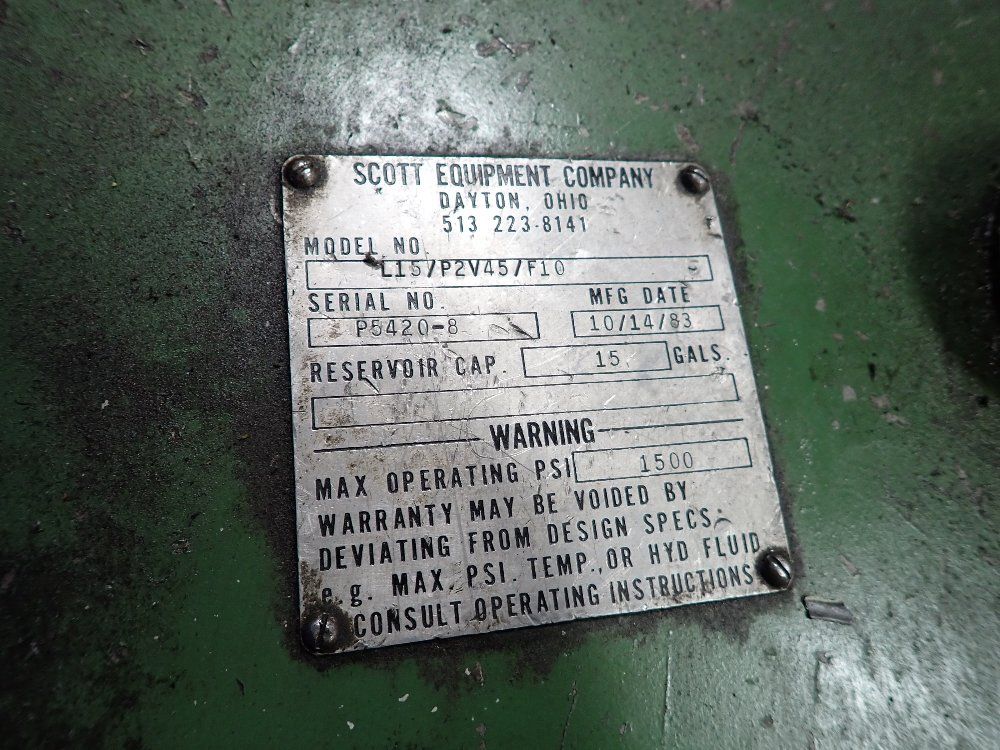 SCOTT EQUIPMENT COMPANY
DAYTON, OHIO
513 223-8141
MODEL NO.
L15/P2V45/F10 5
SERIAL NO. MFG DATE
P5420-8 10/14/83
RESERVOIR CAP. 15 GALS.
WARNING
MAX OPERATING PSI 1500
WARRANTY MAY BE VOIDED BY
DEVIATING FROM DESIGN SPECS.
e.g. MAX. PSI. TEMP., OR HYD FLUID
CONSULT OPERATING INSTRUCTIONS